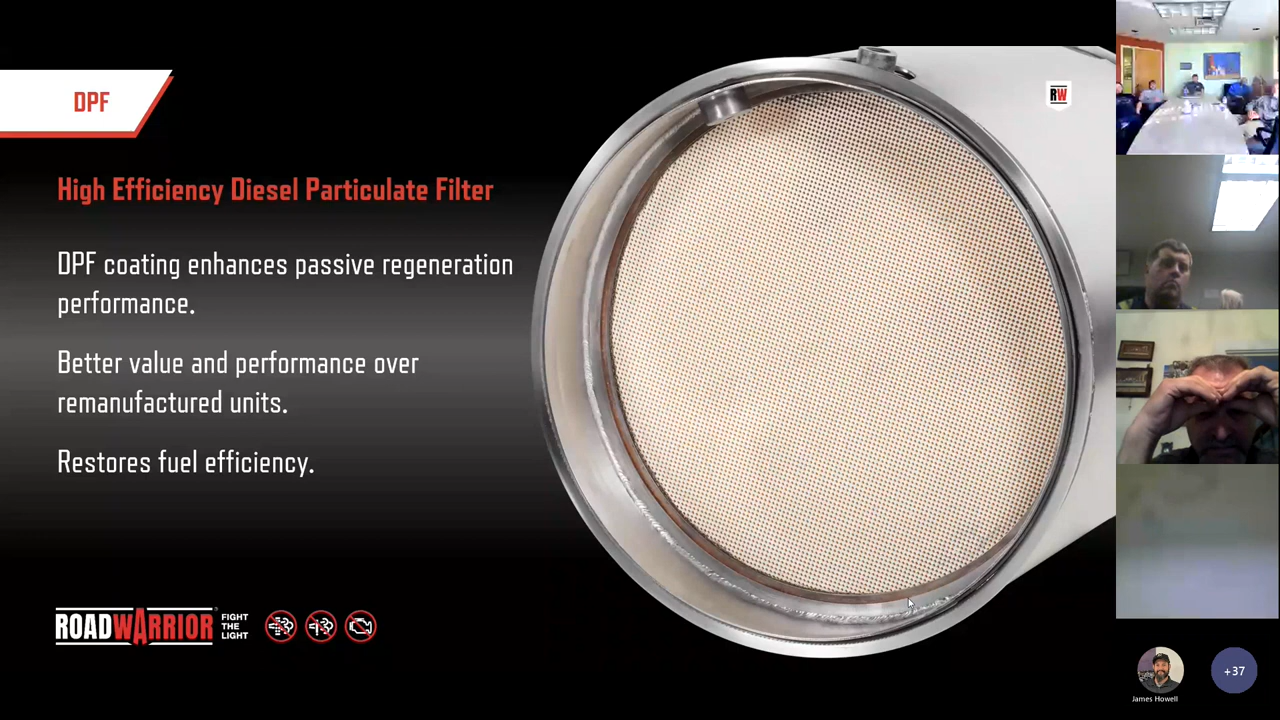 DPF
RW
High Efficiency Diesel Particulate Filter
DPF coating enhances passive regeneration
performance.
Better value and performance over
remanufactured units.
Restores fuel efficiency.
ROADWARRIOR®
FIGHT
THE
LIGHT
James Howell
+37